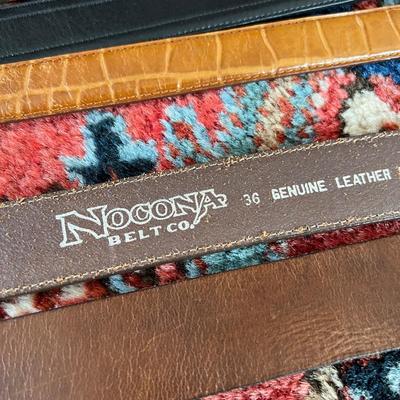 NOCONA
BELT CO. 36 GENUINE LEATHER